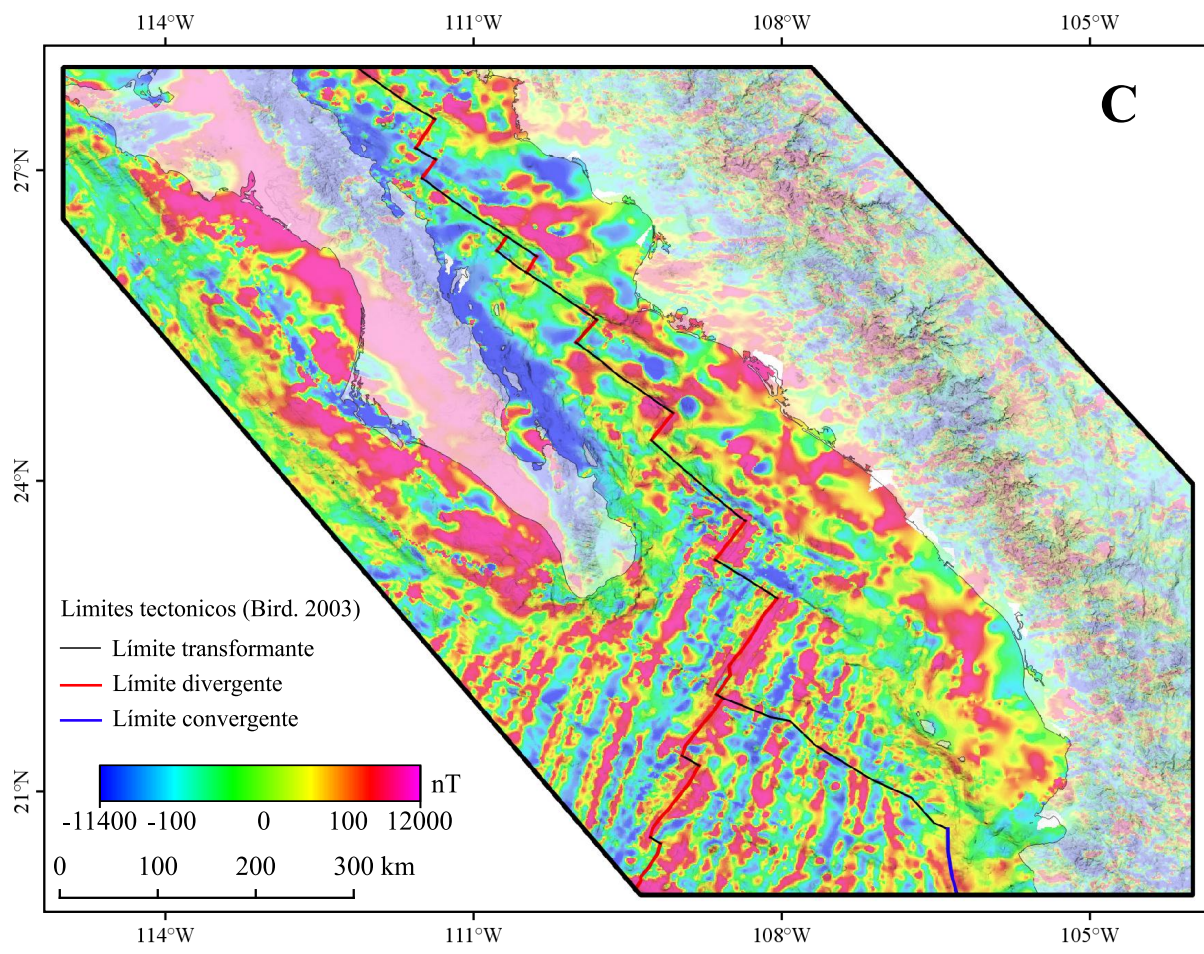 114°W 111°W 108°W 105°W
C
27°N
24°N
21°N
Limites tectonicos (Bird. 2003)
Límite transformante
Límite divergente
Límite convergente
nT
-11400 -100 0 100 12000
0 100 200 300 km
114°W 111°W 108°W 105°W